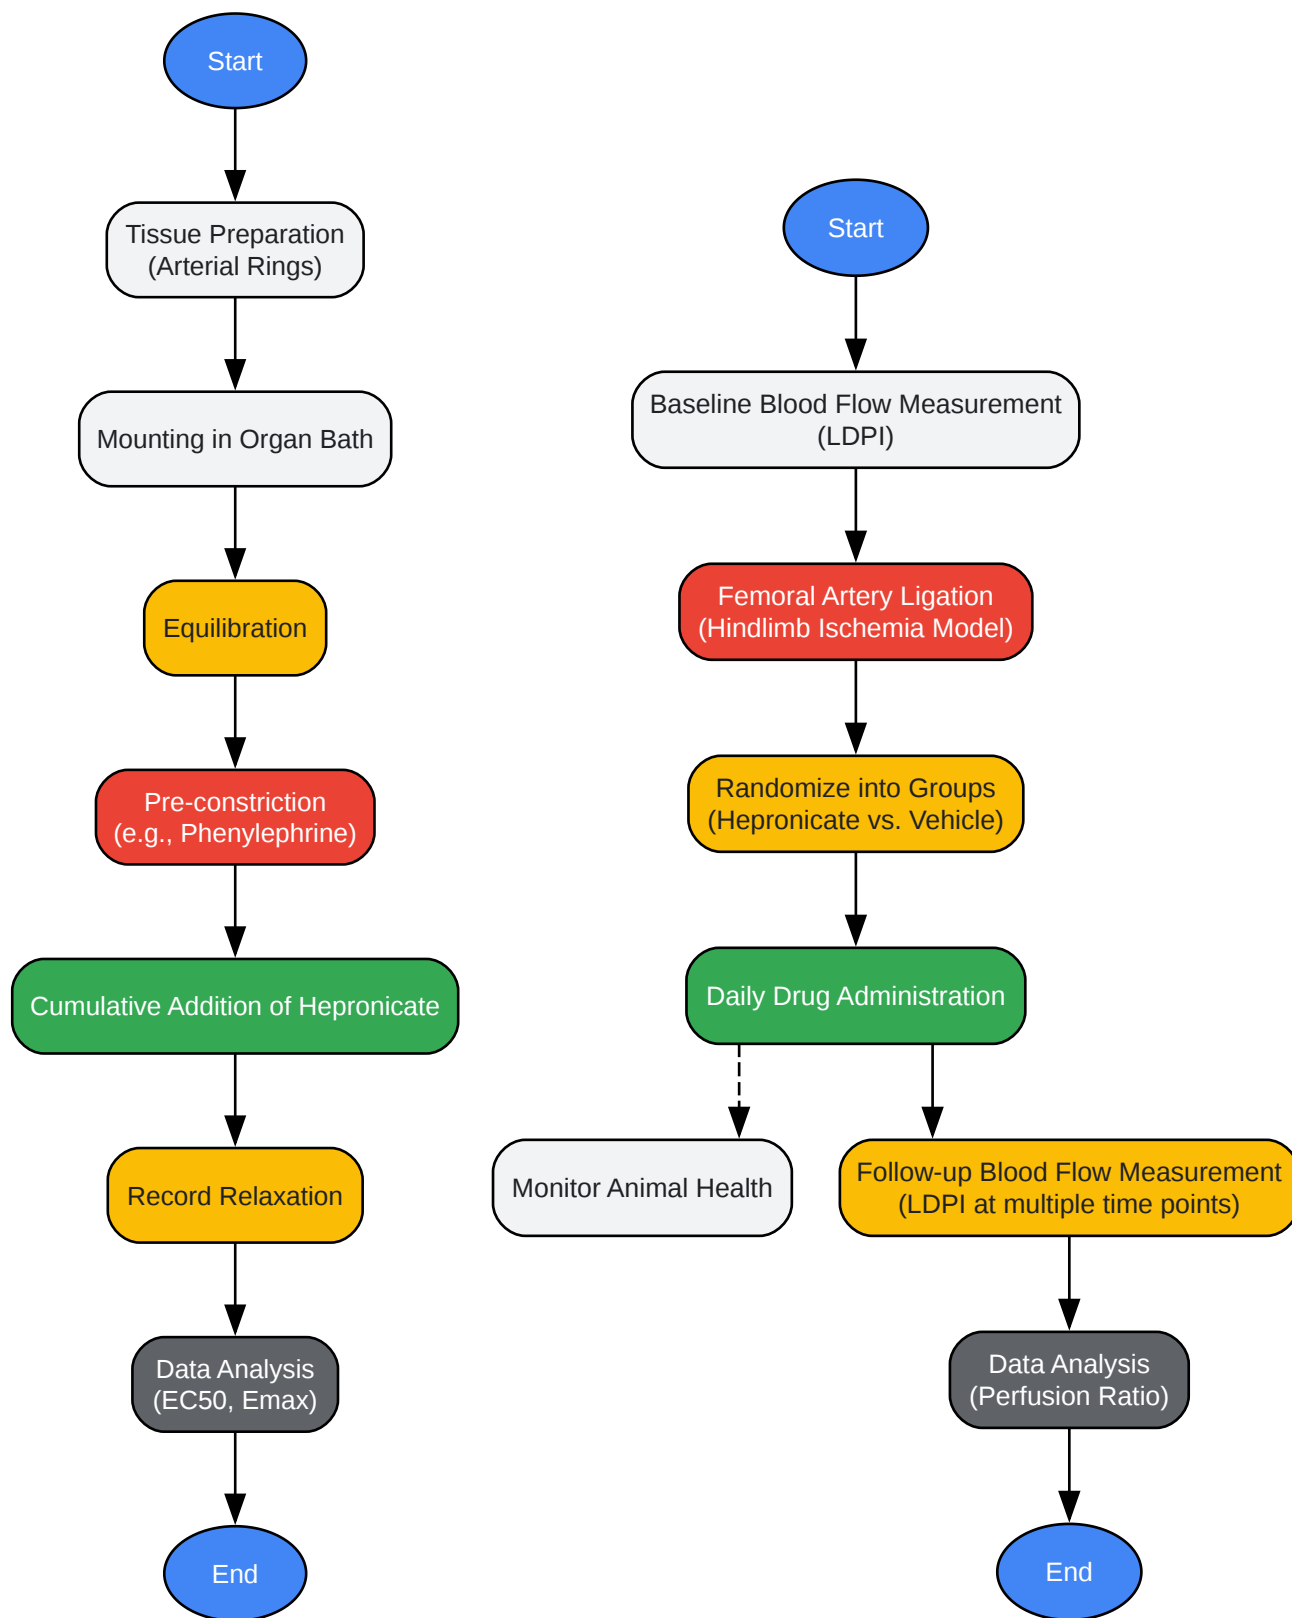 Start
Tissue Preparation
(Arterial Rings)
Mounting in Organ Bath
Equilibration
Pre-constriction
(e.g., Phenylephrine)
Cumulative Addition of Hepronicate
Record Relaxation
Data Analysis
(EC50, Emax)
End
Start
Baseline Blood Flow Measurement
(LDPI)
Femoral Artery Ligation
(Hindlimb Ischemia Model)
Randomize into Groups
(Hepronicate vs. Vehicle)
Daily Drug Administration
Monitor Animal Health
Follow-up Blood Flow Measurement
(LDPI at multiple time points)
Data Analysis
(Perfusion Ratio)
End